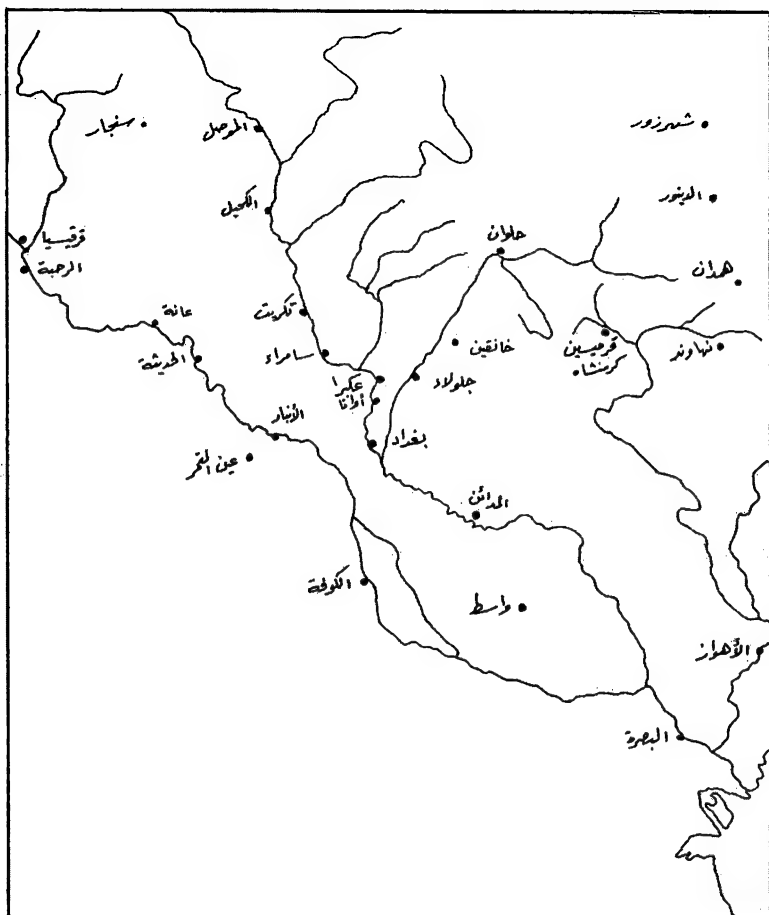 سنجار
الموصل
شهرزور
الدينور
الكحيل
قرقيسيا
الرحبة
حلوان
همدان
عانة
تكريت
الحديثة
سامراء
خانقين
قرميسين
كرمنشاه
نهاوند
عكبرا
أوانا
جلولاء
الأنبار
بغداد
عين التمر
المدائن
الكوفة
واسط
الأهواز
البصرة